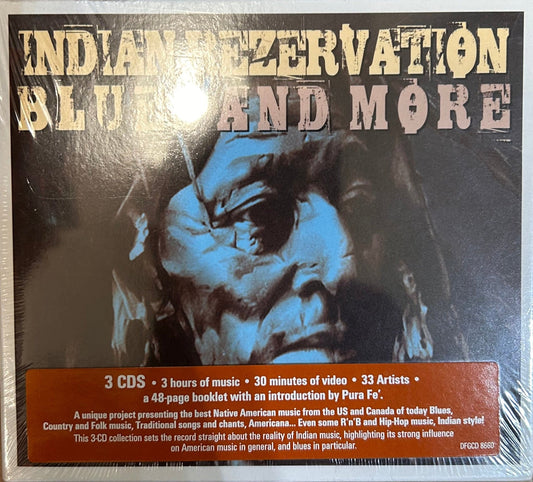 INDIAN REZERVATION
BLUES AND MORE
3 CDS • 3 hours of music • 30 minutes of video • 33 Artists •
a 48-page booklet with an introduction by Pura Fe'.
A unique project presenting the best Native American music from the US and Canada of today Blues,
Country and Folk music, Traditional songs and chants, Americana... Even some R'n'B and Hip-Hop music, Indian style!
This 3-CD collection sets the record straight about the reality of Indian music, highlighting its strong influence
on American music in general, and blues in particular.
DFGCD 8660